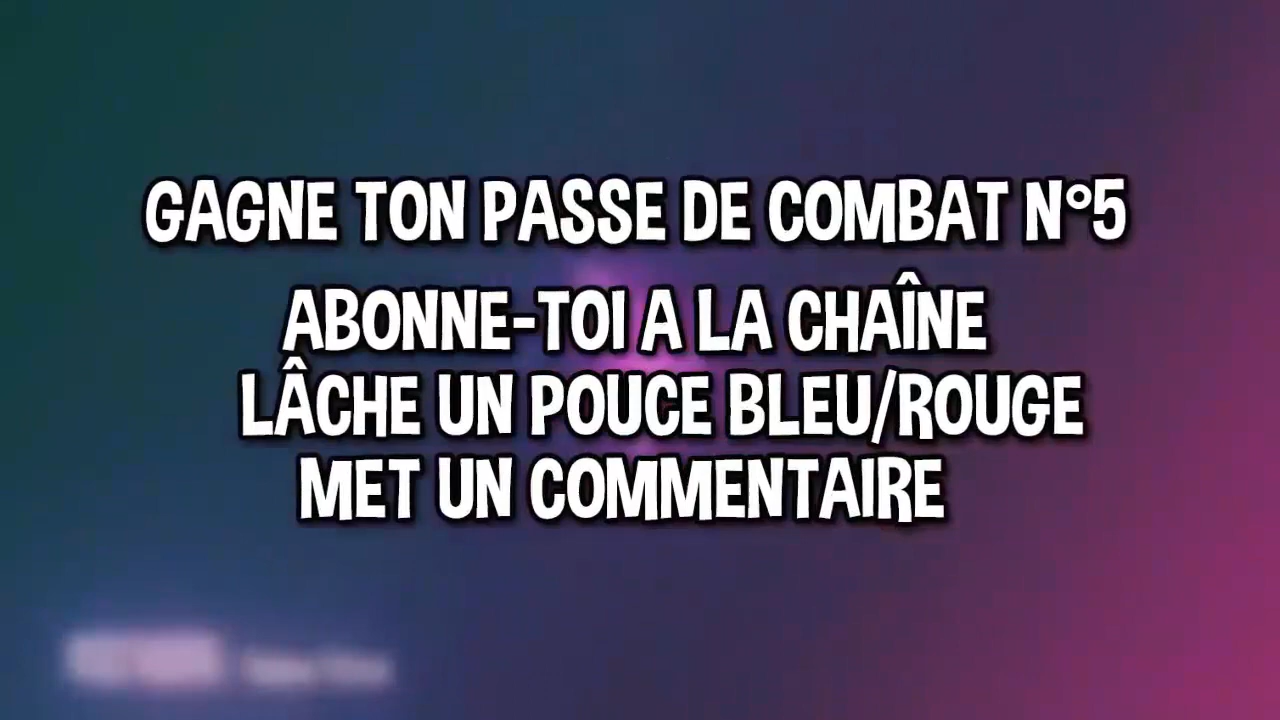 GAGNE TON PASSE DE COMBAT N°5
ABONNE-TOI A LA CHAÎNE
LÂCHE UN POUCE BLEU/ROUGE
MET UN COMMENTAIRE